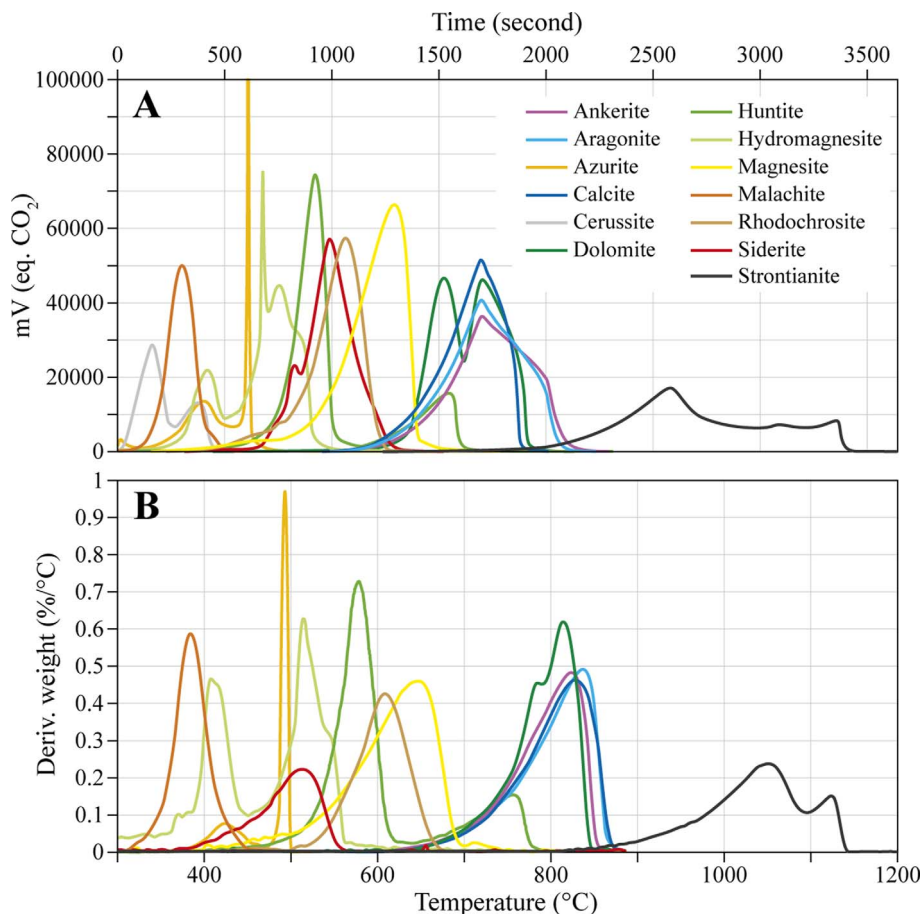 Time (second)
0 500 1000 1500 2000 2500 3000 3500
100000
80000
60000
40000
20000
0
mV (eq. CO₂)
A
Ankerite
Aragonite
Azurite
Calcite
Cerussite
Dolomite
Huntite
Hydromagnesite
Magnesite
Malachite
Rhodochrosite
Siderite
Strontianite
1
0.9
0.8
0.7
0.6
0.5
0.4
0.3
0.2
0.1
0
Deriv. weight (%/°C)
B
400 600 800 1000 1200
Temperature (°C)